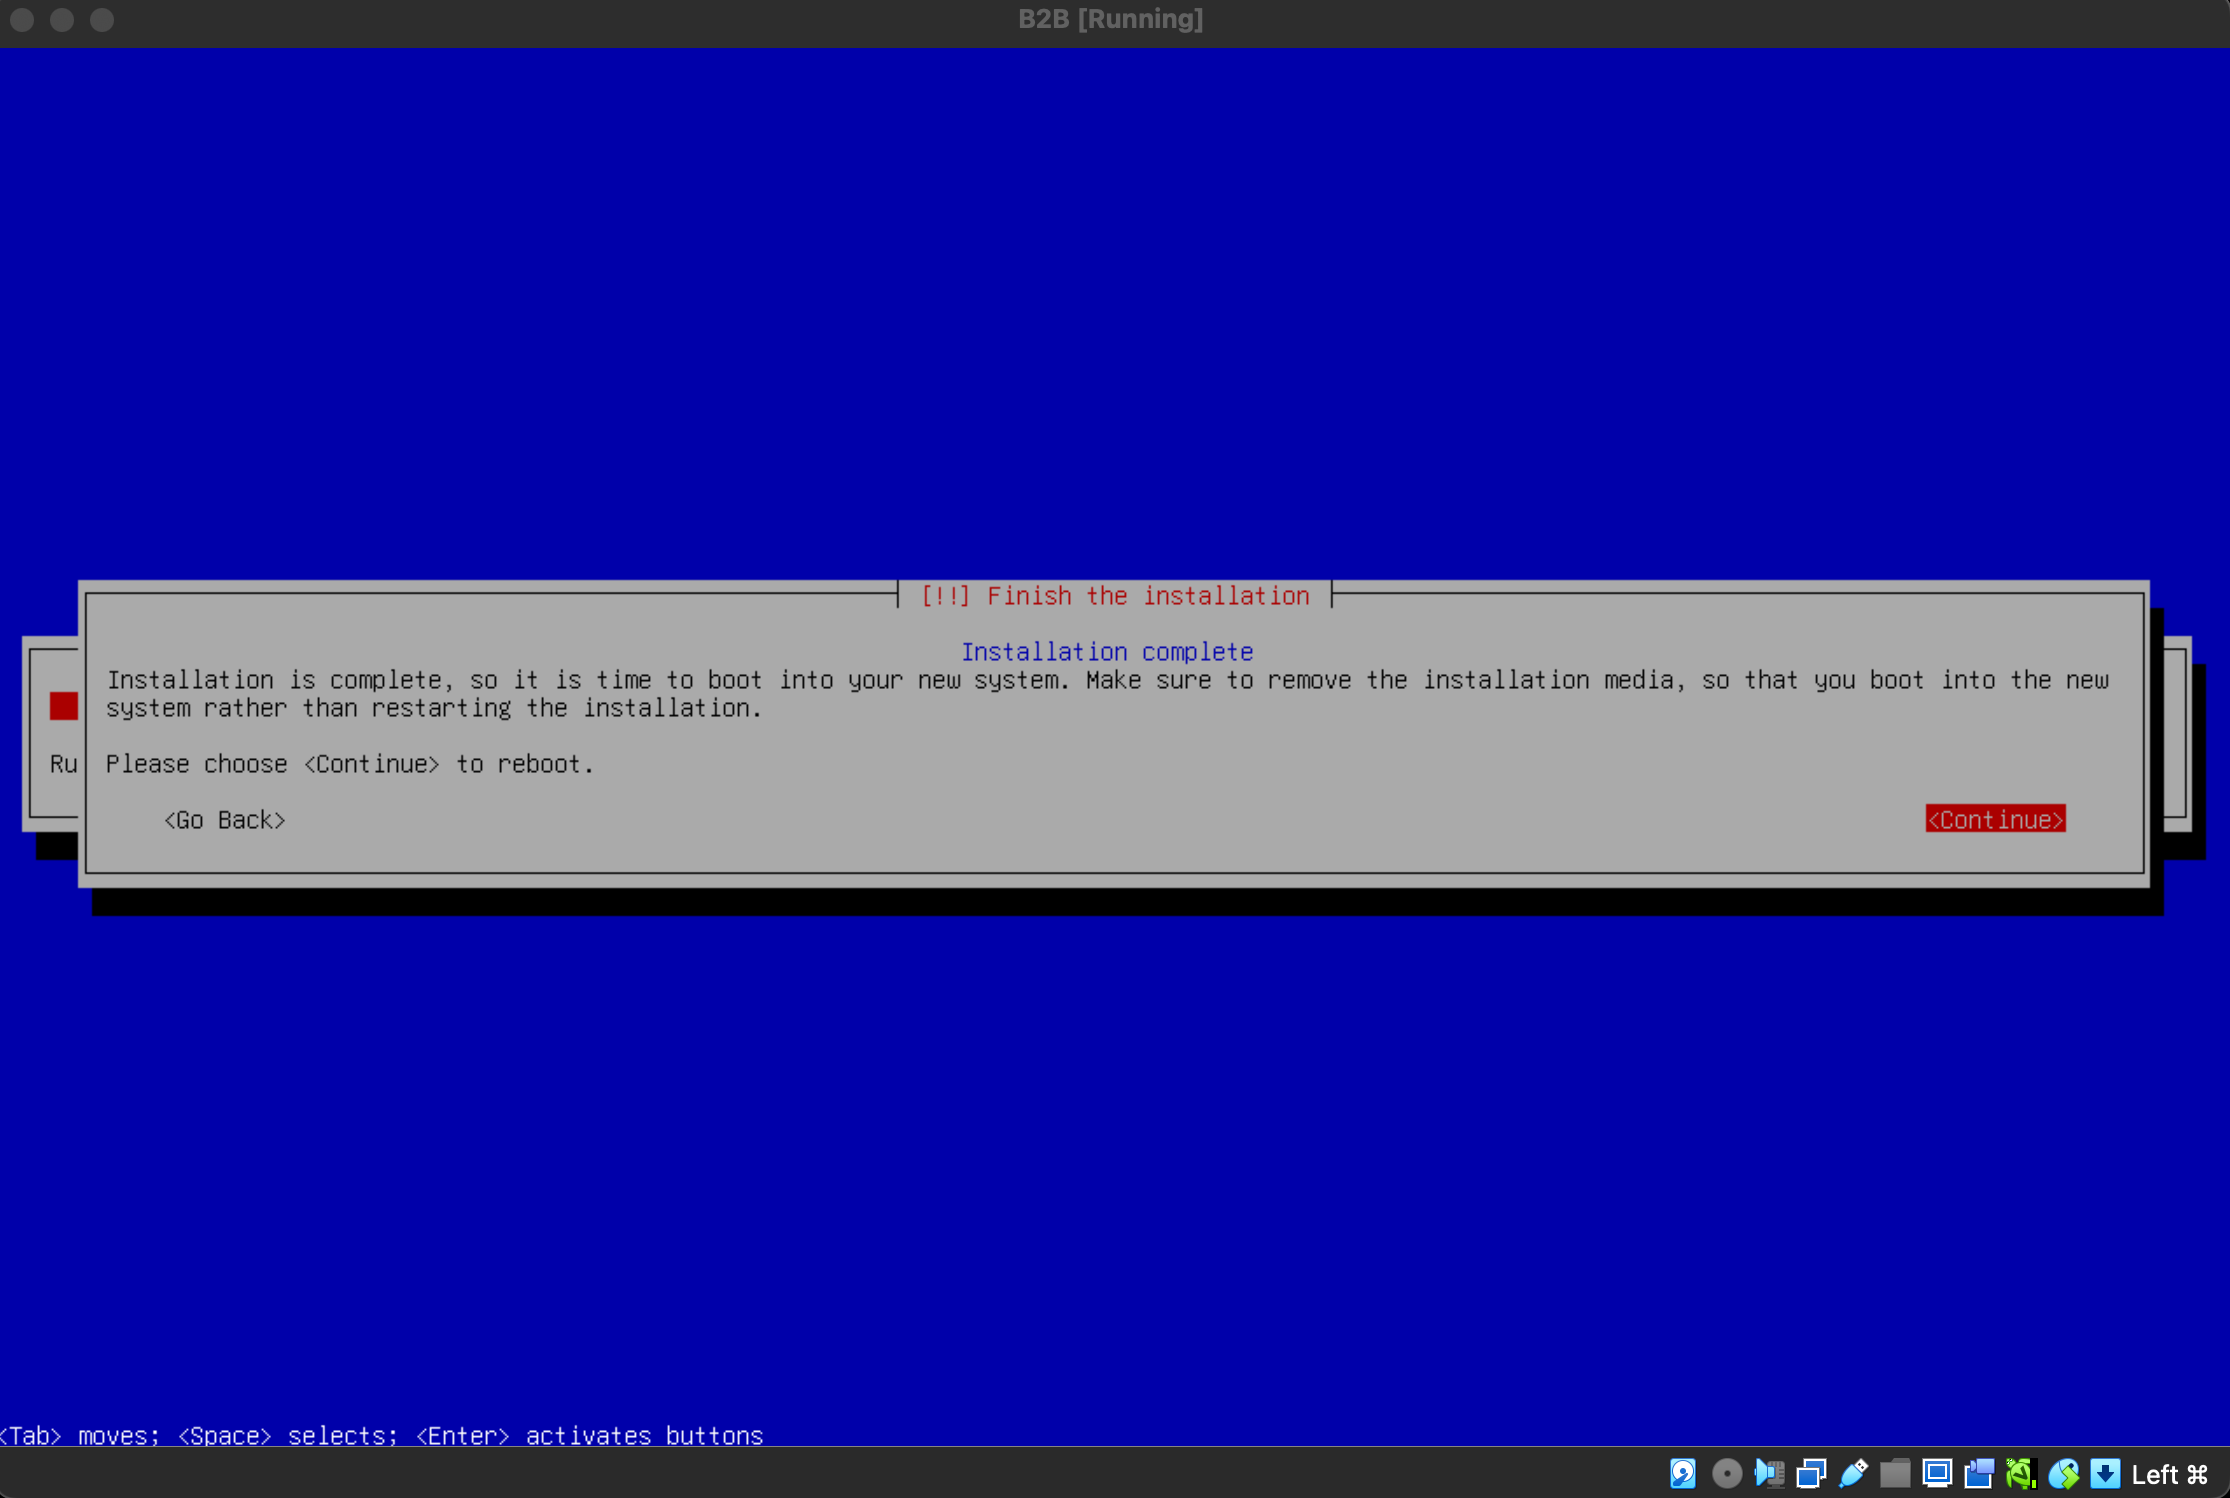 B2B [Running]
[!!] Finish the installation
Installation complete
Installation is complete, so it is time to boot into your new system. Make sure to remove the installation media, so that you boot into the new
system rather than restarting the installation.
Ru
Please choose <Continue> to reboot.
<Go Back>
<Continue>
<Tab> moves; <Space> selects; <Enter> activates buttons
Left ⌘